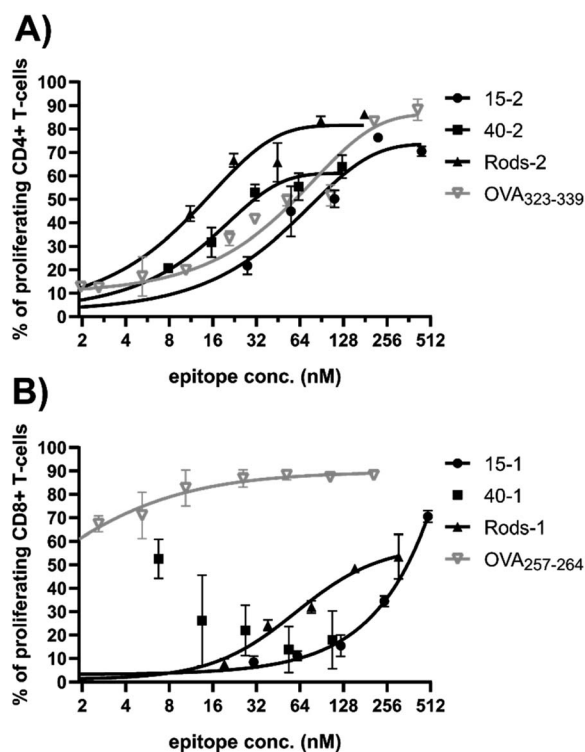 A)
% of proliferating CD4+ T-cells
100
90
80
70
60
50
40
30
20
10
0
2 4 8 16 32 64 128 256 512
epitope conc. (nM)
15-2
40-2
Rods-2
OVA323-339
B)
% of proliferating CD8+ T-cells
100
90
80
70
60
50
40
30
20
10
0
2 4 8 16 32 64 128 256 512
epitope conc. (nM)
15-1
40-1
Rods-1
OVA257-264